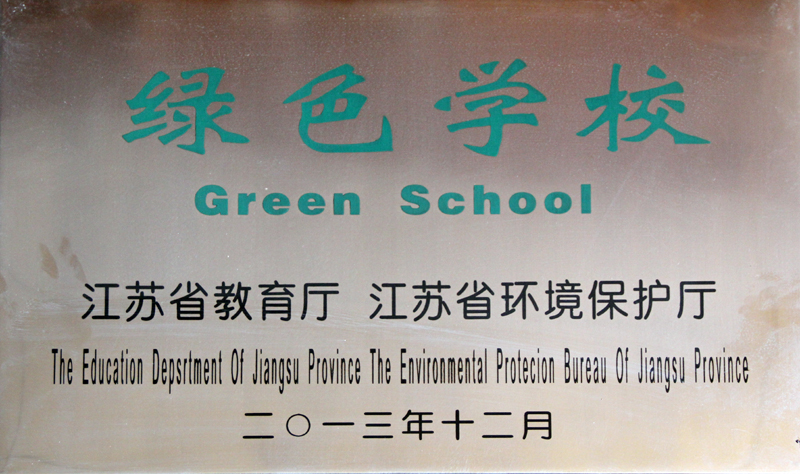 绿色学校
Green School
江苏省教育厅 江苏省环境保护厅
The Education Depsrtment Of Jiangsu Province The Environmental Protecion Bureau Of Jiangsu Province
二〇一三年十二月